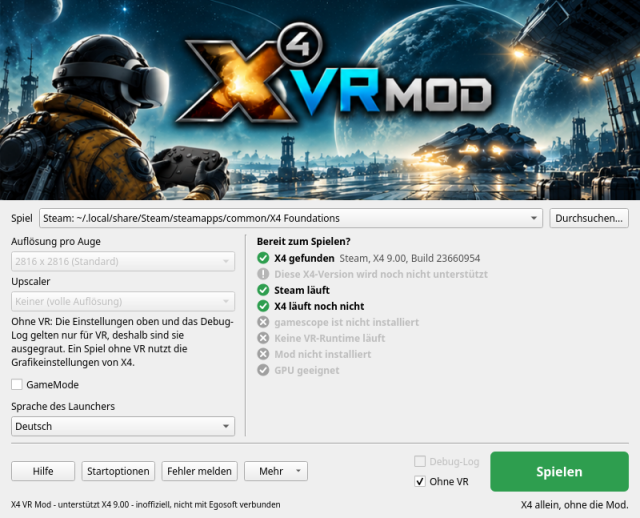 X4 VR MOD
Spiel
Steam: ~/.local/share/Steam/steamapps/common/X4 Foundations
Durchsuchen...
Auflösung pro Auge
2816 x 2816 (Standard)
Upscaler
Keiner (volle Auflösung)
Ohne VR: Die Einstellungen oben und das Debug-
Log gelten nur für VR, deshalb sind sie
ausgegraut. Ein Spiel ohne VR nutzt die
Grafikeinstellungen von X4.
GameMode
Sprache des Launchers
Deutsch
Bereit zum Spielen?
X4 gefunden Steam, X4 9.00, Build 23660954
Diese X4-Version wird noch nicht unterstützt
Steam läuft
X4 läuft noch nicht
gamescope ist nicht installiert
Keine VR-Runtime läuft
Mod nicht installiert
GPU geeignet
Hilfe
Startoptionen
Fehler melden
Mehr
Debug-Log
Ohne VR
Spielen
X4 VR Mod - unterstützt X4 9.00 - inoffiziell, nicht mit Egosoft verbunden
X4 allein, ohne die Mod.